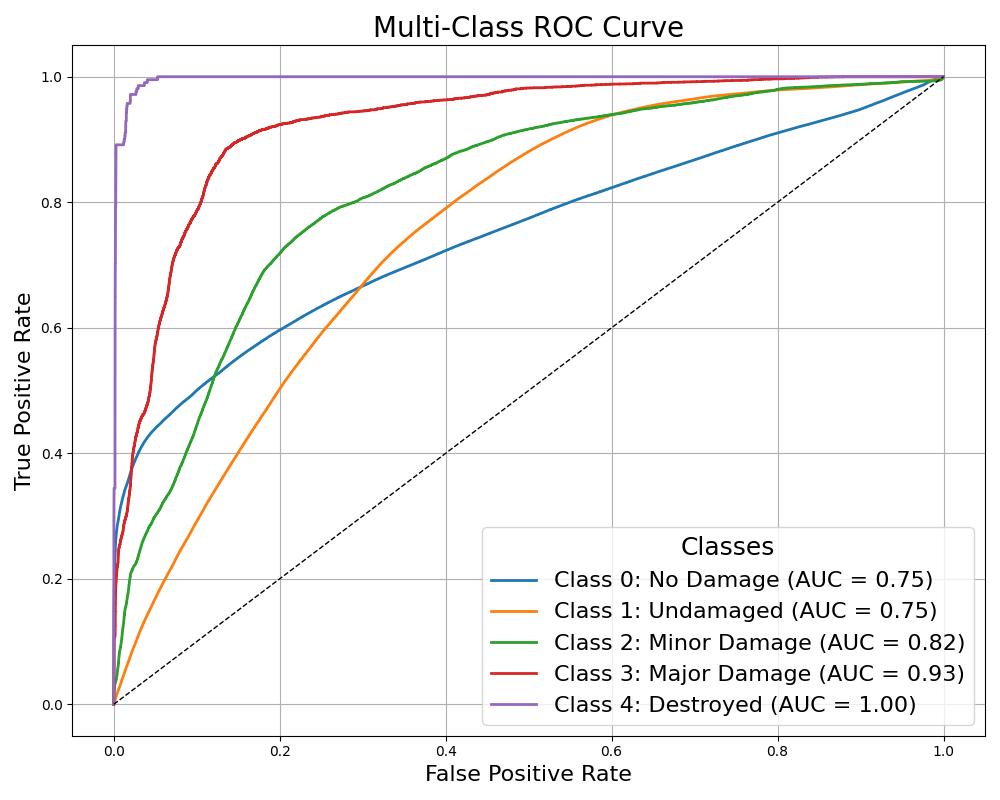 Multi-Class ROC Curve
True Positive Rate
1.0
0.8
0.6
0.4
0.2
0.0
0.0 0.2 0.4 0.6 0.8 1.0
False Positive Rate
Classes
Class 0: No Damage (AUC = 0.75)
Class 1: Undamaged (AUC = 0.75)
Class 2: Minor Damage (AUC = 0.82)
Class 3: Major Damage (AUC = 0.93)
Class 4: Destroyed (AUC = 1.00)